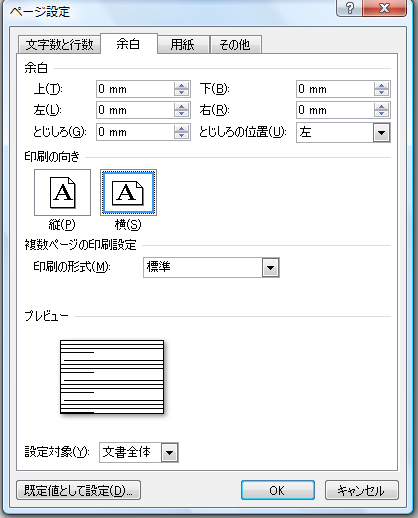 ページ設定
文字数と行数 余白 用紙 その他
余白
上(T): 0 mm 下(B): 0 mm
左(L): 0 mm 右(R): 0 mm
とじしろ(G): 0 mm とじしろの位置(U): 左
印刷の向き
A A
縦(P) 横(S)
複数ページの印刷設定
印刷の形式(M): 標準
プレビュー
設定対象(Y): 文書全体
既定値として設定(D)... OK キャンセル